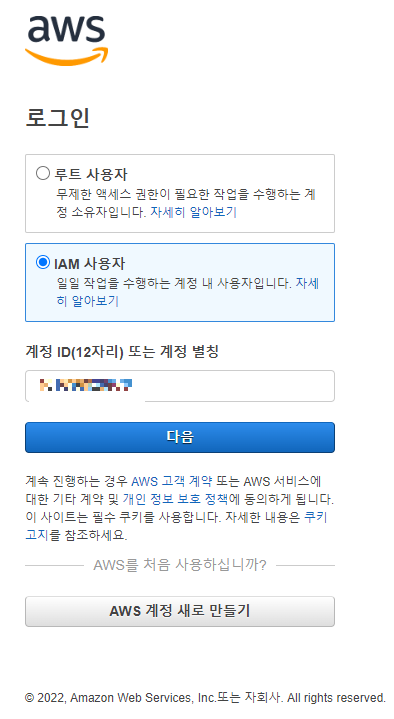 aws
로그인
루트 사용자
무제한 액세스 권한이 필요한 작업을 수행하는 계
정 소유자입니다. 자세히 알아보기
IAM 사용자
일일 작업을 수행하는 계정 내 사용자입니다. 자세
히 알아보기
계정 ID(12자리) 또는 계정 별칭
다음
계속 진행하는 경우 AWS 고객 계약 또는 AWS 서비스에
대한 기타 계약 및 개인 정보 보호 정책에 동의하게 됩니다.
이 사이트는 필수 쿠키를 사용합니다. 자세한 내용은 쿠키
고지를 참조하세요.
AWS를 처음 사용하십니까?
AWS 계정 새로 만들기
© 2022, Amazon Web Services, Inc.또는 자회사. All rights reserved.